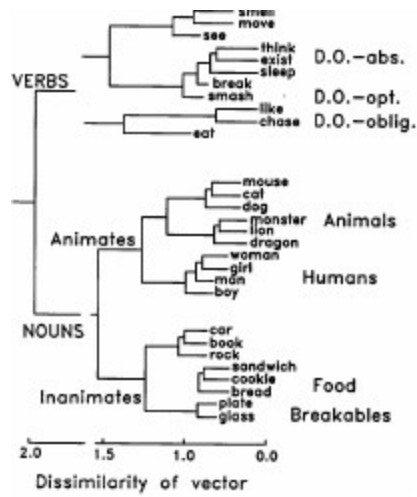 smell
move
see
think
exist
D.O.-abs.
sleep
VERBS
break
smash
D.O.-opt.
like
chase
D.O.-oblig.
eat
mouse
cat
dog
monster
Animals
lion
Animates
dragon
woman
girl
Humans
man
boy
NOUNS
car
book
rock
sandwich
cookie
Food
bread
Inanimates
plate
Breakables
glass
2.0 1.5 1.0 0.0
Dissimilarity of vector